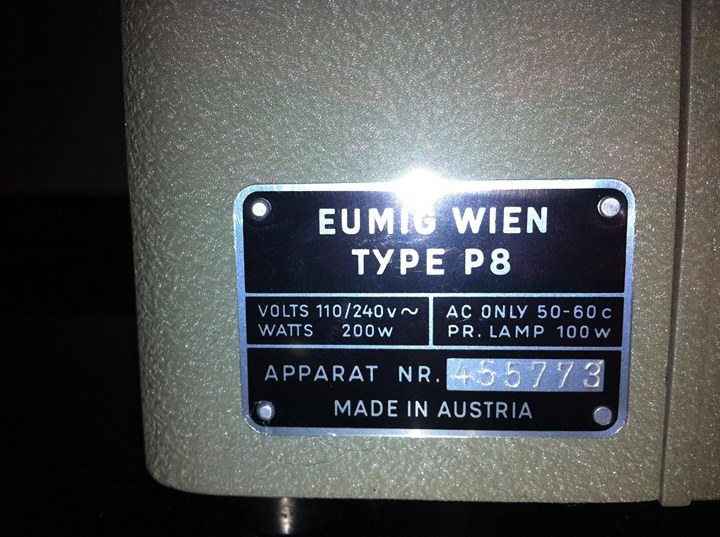 EUMIG WIEN
TYPE P8
VOLTS 110/240v~
WATTS 200w
AC ONLY 50-60c
PR. LAMP 100w
APPARAT NR. 455773
MADE IN AUSTRIA